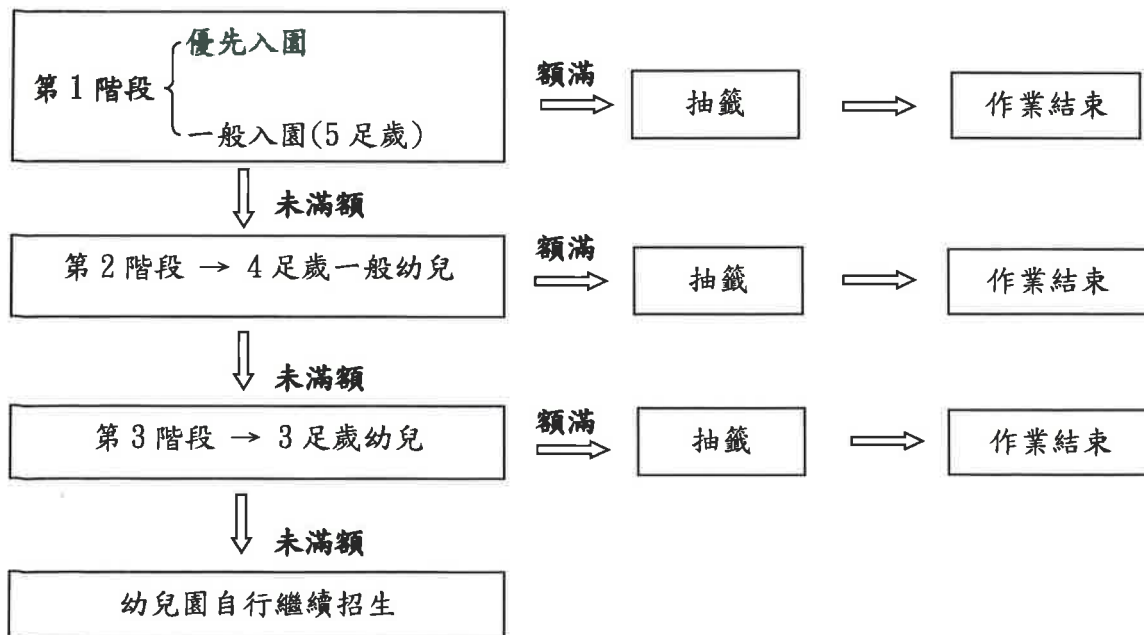 優先入園
第1階段
一般入園(5足歲)
額滿
抽籤
作業結束
未滿額
第2階段 → 4足歲一般幼兒
額滿
抽籤
作業結束
未滿額
第3階段 → 3足歲幼兒
額滿
抽籤
作業結束
未滿額
幼兒園自行繼續招生